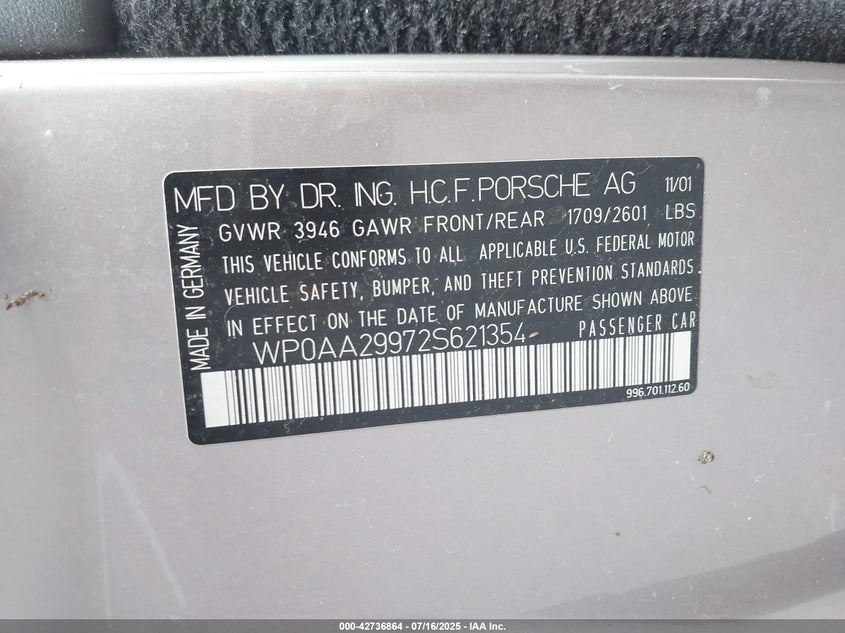 MFD BY DR. ING. H.C.F. PORSCHE AG 11/01
GVWR 3946 GAWR FRONT/REAR 1709/2601 LBS
THIS VEHICLE CONFORMS TO ALL APPLICABLE U.S. FEDERAL MOTOR
VEHICLE SAFETY, BUMPER, AND THEFT PREVENTION STANDARDS
IN EFFECT ON THE DATE OF MANUFACTURE SHOWN ABOVE
WP0AA29972S621354 PASSENGER CAR
996.701.112.60
MADE IN GERMANY
000-42736864 / 07/16/2025 - IAA Inc.